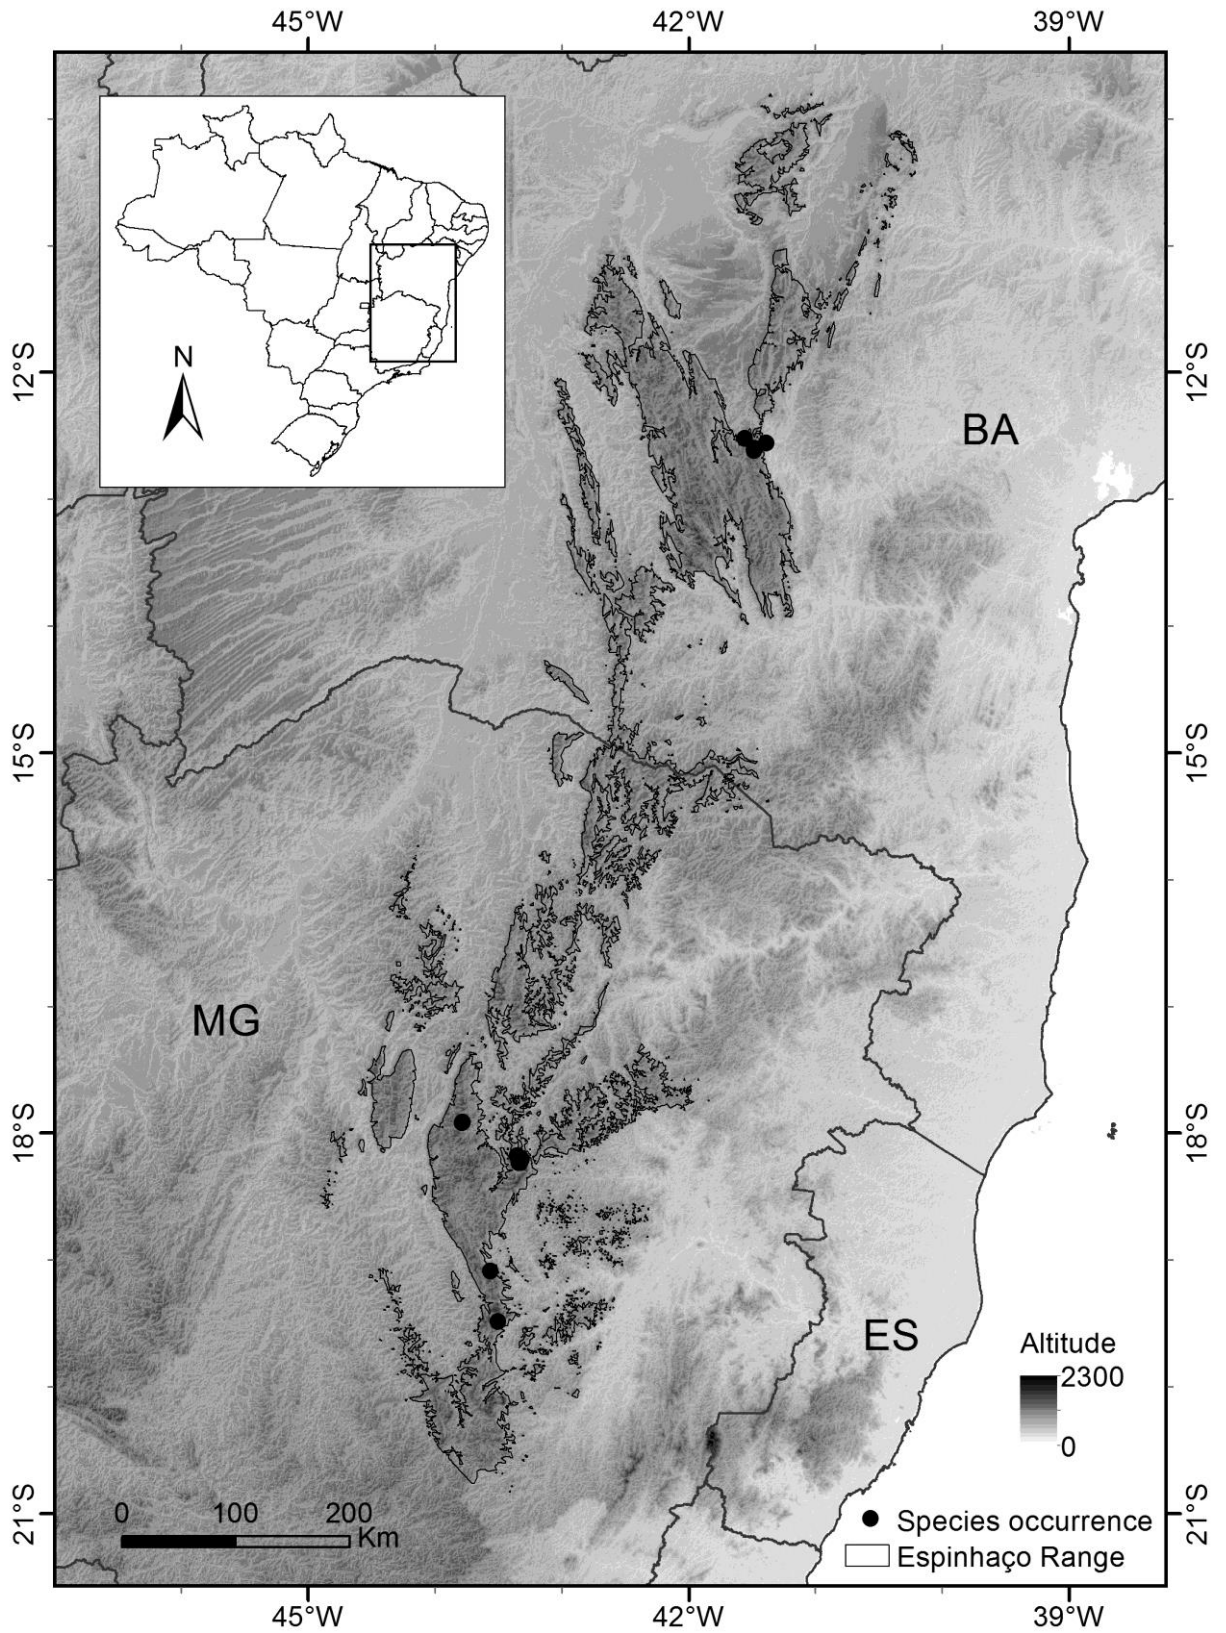 45°W 42°W 39°W
N
12°S 12°S
BA
15°S 15°S
MG
18°S 18°S
ES
Altitude
2300
0
0 100 200
Km
21°S 21°S
Species occurrence
Espinhaço Range
45°W 42°W 39°W